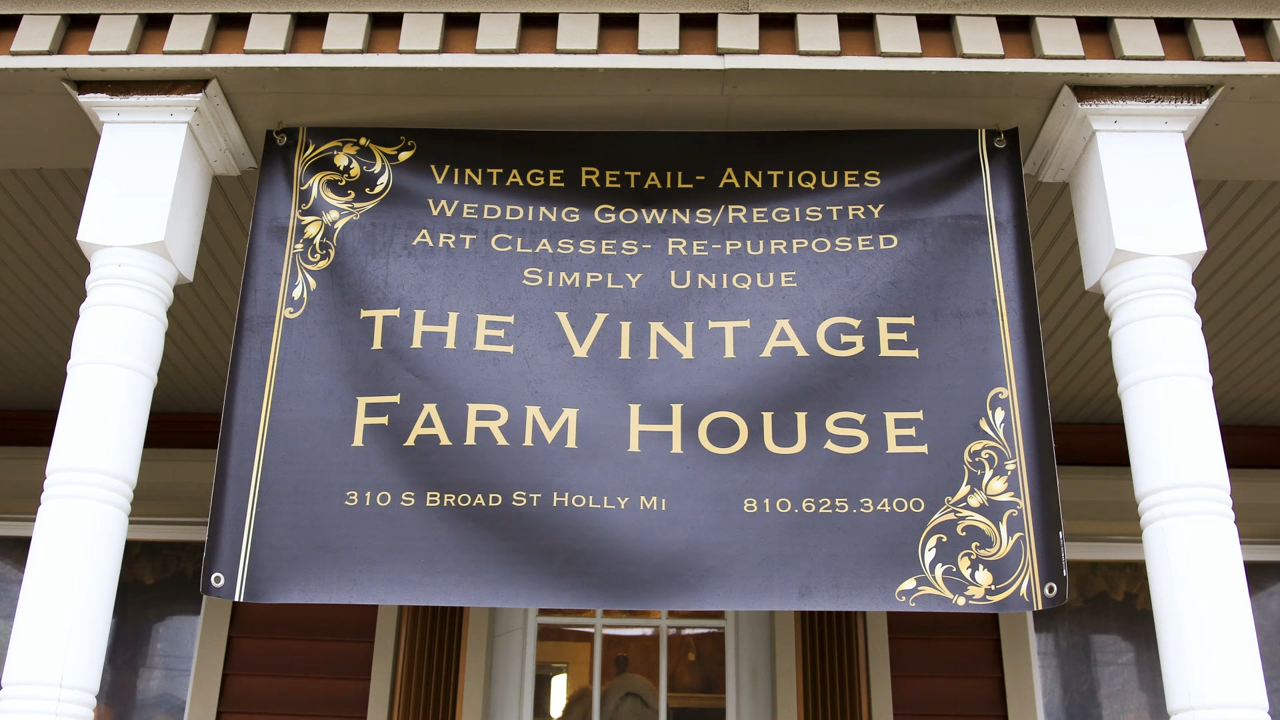 Vintage Retail- Antiques
Wedding Gowns/Registry
Art Classes- Re-purposed
Simply Unique
the Vintage
Farm House
310 S Broad St Holly Mi 810.625.3400